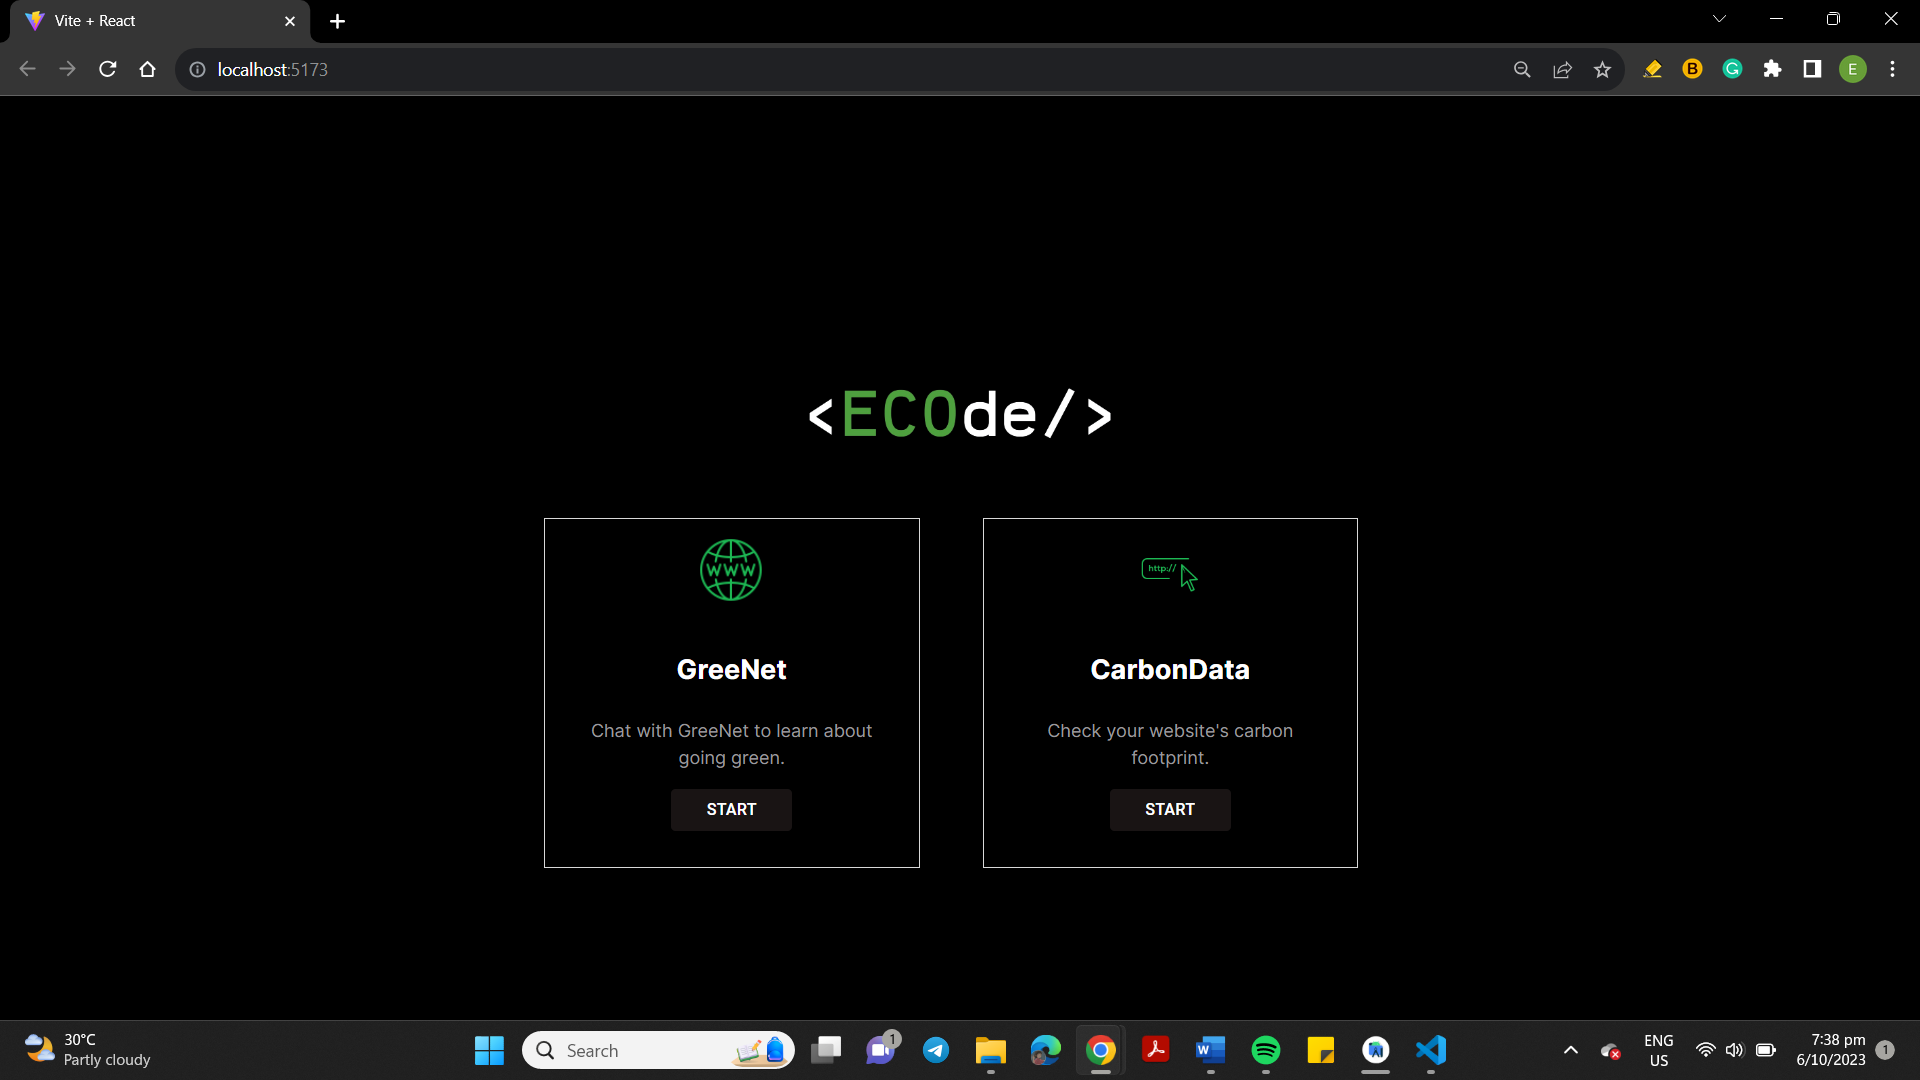 Vite + React
localhost:5173
B
G
E
<ECOde/>
WWW
http://
GreeNet
CarbonData
Chat with GreeNet to learn about
going green.
Check your website's carbon
footprint.
START
START
30°C
Partly cloudy
Search
1
W
ENG
US
7:38 pm
6/10/2023
1